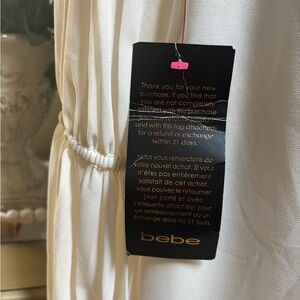 Thank you for your new
purchase. If you find that
you are not completely
with this purchase
and with this tag attached
for a refund or exchange
within 21 days.
Nous vous remercions de
votre nouvel achat. Si vous
n'êtes pas entièrement
satisfait de cet achat,
vous pouvez le retourner
(non porté et avec
l'étiquette attachée) pour
un remboursement ou un
échange dans les 21 jours.
bebe